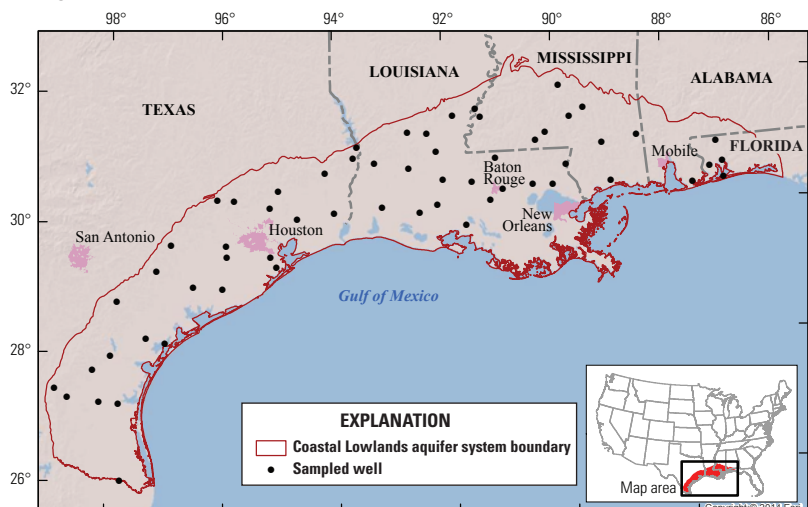 98° 96° 94° 92° 90° 88° 86°
32°
30°
28°
26°
TEXAS
LOUISIANA
MISSISSIPPI
ALABAMA
FLORIDA
San Antonio
Houston
Baton
Rouge
New
Orleans
Mobile
Gulf of Mexico
EXPLANATION
Coastal Lowlands aquifer system boundary
Sampled well
Map area